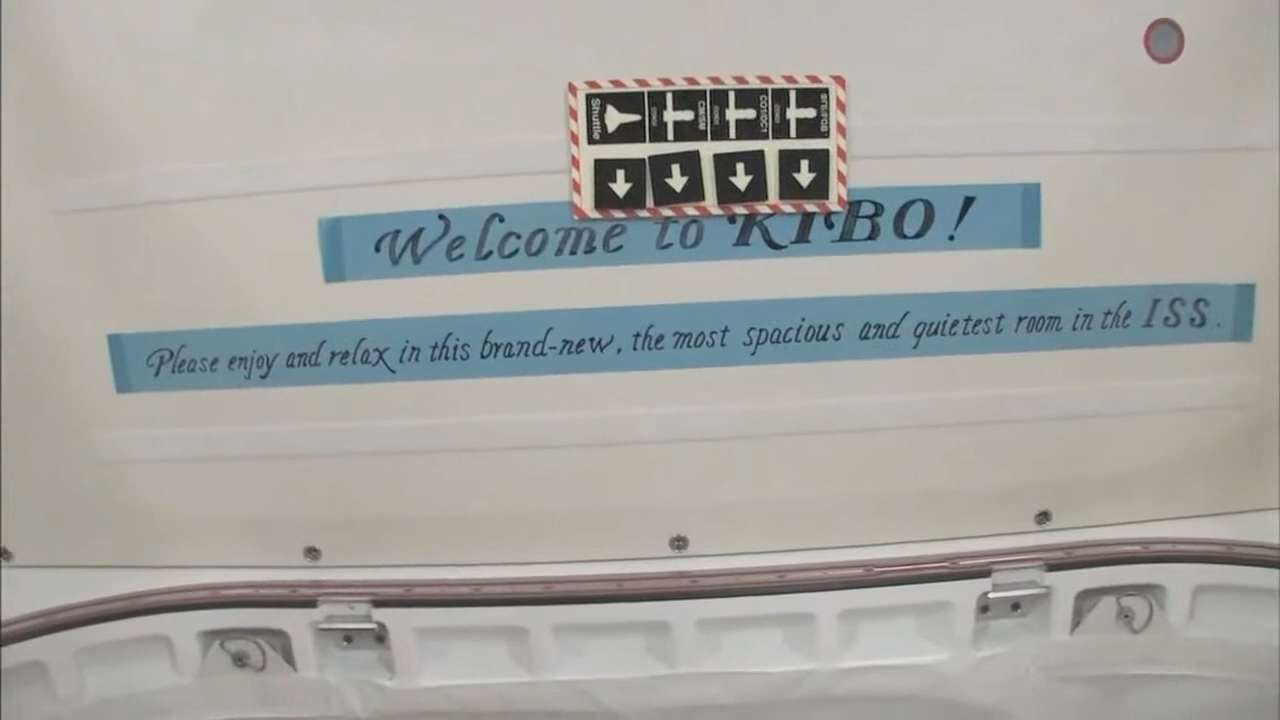 Shuttle
Welcome to KIBO!
Please enjoy and relax in this brand-new, the most spacious and quietest room in the ISS.